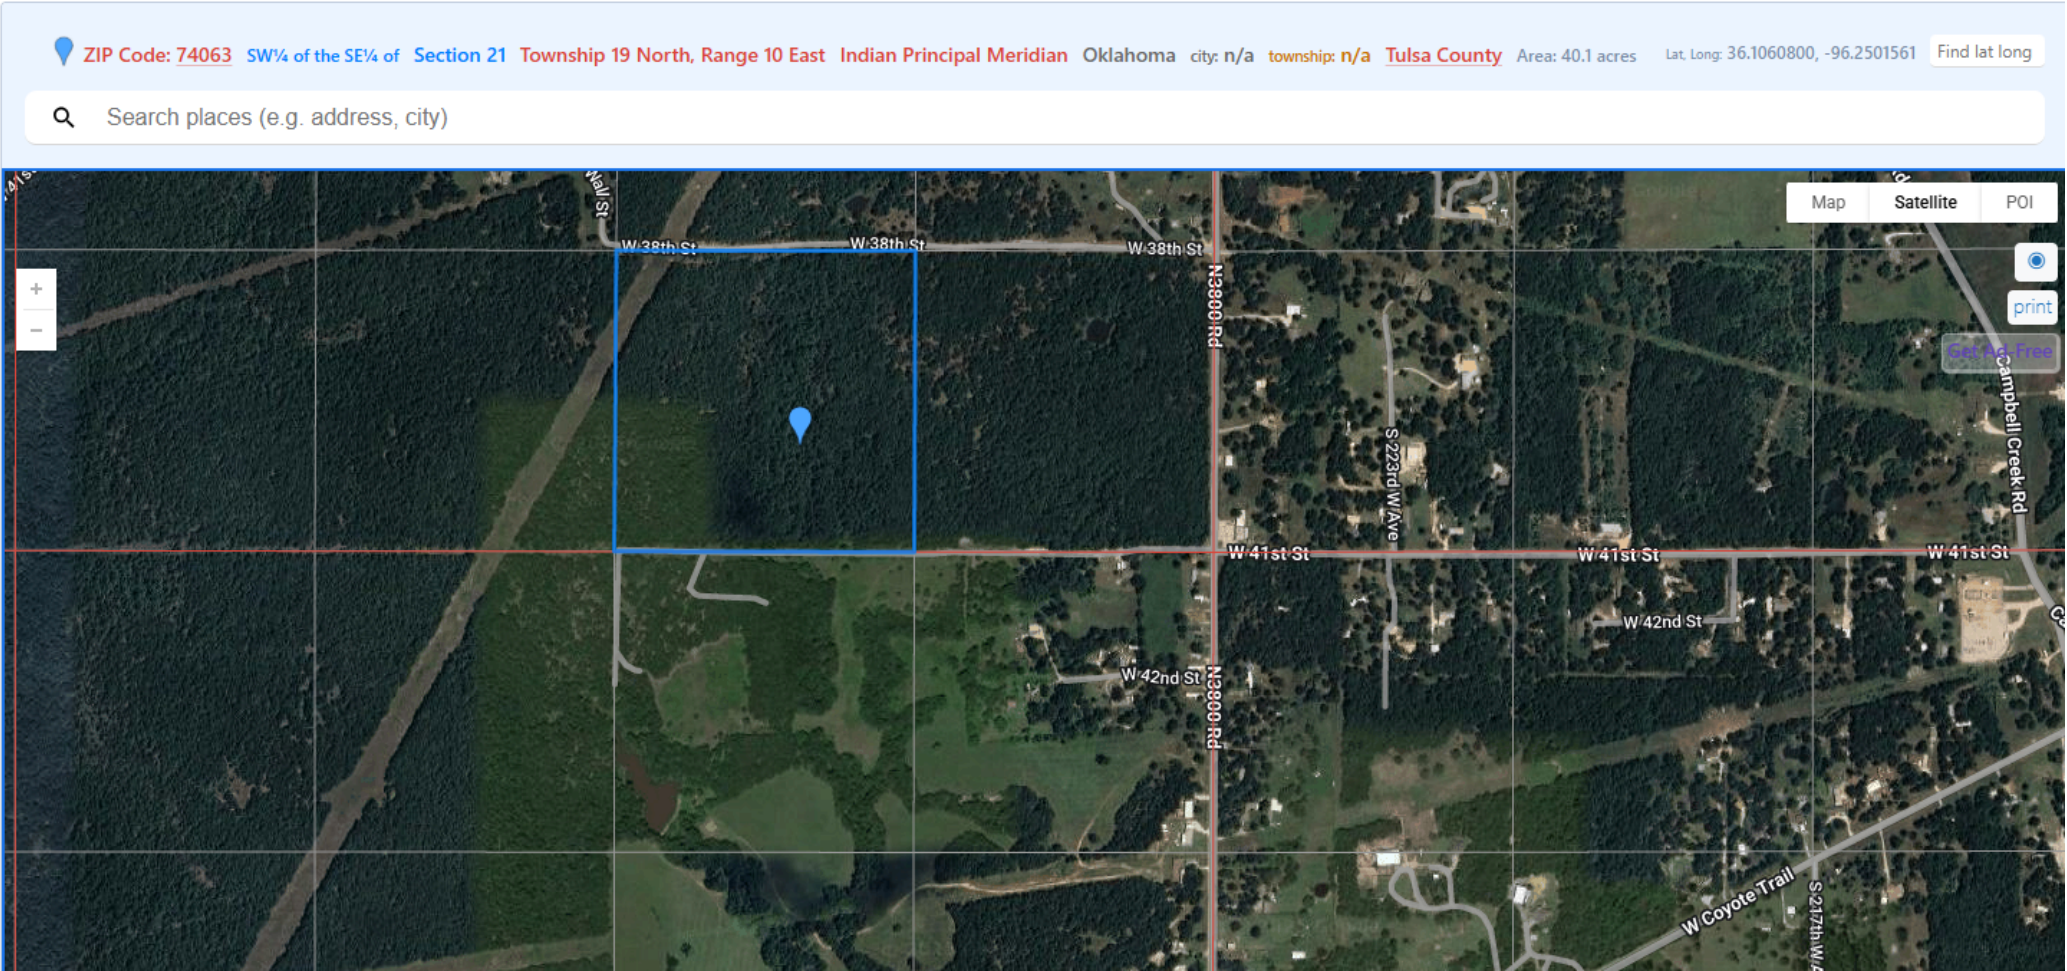 ZIP Code: 74063 SW¼ of the SE¼ of Section 21 Township 19 North, Range 10 East Indian Principal Meridian Oklahoma city: n/a township: n/a Tulsa County Area: 40.1 acres Lat, Long: 36.1060800, -96.2501561 Find lat long
Search places (e.g. address, city)
Wal St
Map Satellite POI
W 38th St W 38th St W 38th St
+
−
print
Get Ad-Free
N3800 Rd
Campbell Creek Rd
S 223rd W Ave
W 41st St W 41st St W 41st St
W 42nd St
W 42nd St
N3800 Rd
W Coyote Trail
S 217th W A